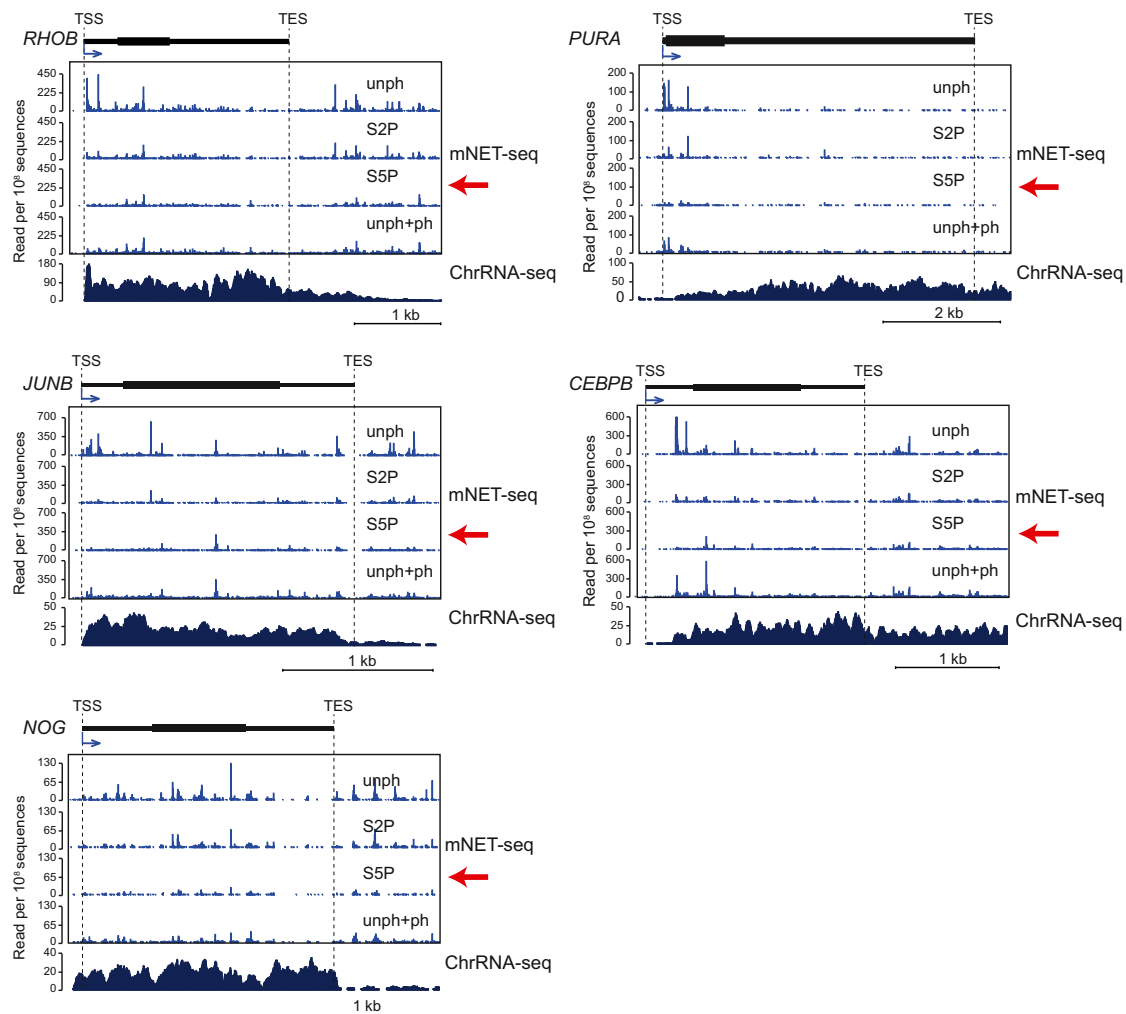 TSS TES
RHOB
Read per 10⁸ sequences
450
225
0
unph
450
225
0
S2P
mNET-seq
450
225
0
S5P
450
225
0
unph+ph
180
90
0
ChrRNA-seq
1 kb
TSS TES
PURA
Read per 10⁸ sequences
200
100
0
unph
200
100
0
S2P
mNET-seq
200
100
0
S5P
200
100
0
unph+ph
100
50
0
ChrRNA-seq
2 kb
TSS TES
JUNB
Read per 10⁸ sequences
700
350
0
unph
700
350
0
S2P
mNET-seq
700
350
0
S5P
700
350
0
unph+ph
50
25
0
ChrRNA-seq
1 kb
TSS TES
CEBPB
Read per 10⁸ sequences
600
300
0
unph
600
300
0
S2P
mNET-seq
600
300
0
S5P
600
300
0
unph+ph
50
25
0
ChrRNA-seq
1 kb
TSS TES
NOG
Read per 10⁸ sequences
130
65
0
unph
130
65
0
S2P
mNET-seq
130
65
0
S5P
130
65
0
unph+ph
40
20
0
ChrRNA-seq
1 kb